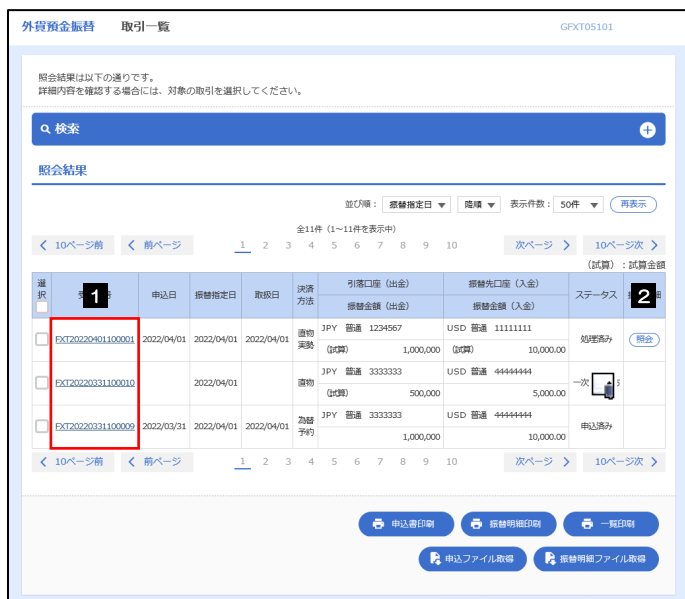 外貨預金振替 取引一覧 GFXT05101
照会結果は以下の通りです。
詳細内容を確認する場合には、対象の取引を選択してください。
検索
照会結果
並び順： 振替指定日 ▼ 降順 ▼ 表示件数： 50件 ▼ 再表示
全11件（1～11件を表示中）
10ページ前 前ページ 1 2 3 4 5 6 7 8 9 10 次ページ 10ページ次
（試算）：試算金額
選択 1 申込日 振替指定日 取扱日 決済方法 引落口座（出金） 振替先口座（入金） ステータス 2
振替金額（出金） 振替金額（入金）
FXT20220401100001 2022/04/01 2022/04/01 2022/04/01 直物実勢 JPY 普通 1234567 USD 普通 11111111 処理済み 照会
（試算） 1,000,000 （試算） 10,000.00
FXT20220331100010 2022/04/01 直物 JPY 普通 3333333 USD 普通 44444444 一次
（試算） 500,000 5,000.00
FXT20220331100009 2022/03/31 2022/04/01 2022/04/01 為替予約 JPY 普通 3333333 USD 普通 44444444 申込済み
1,000,000 10,000.00
10ページ前 前ページ 1 2 3 4 5 6 7 8 9 10 次ページ 10ページ次
申込書印刷 振替明細印刷 一覧印刷
申込ファイル取得 振替明細ファイル取得